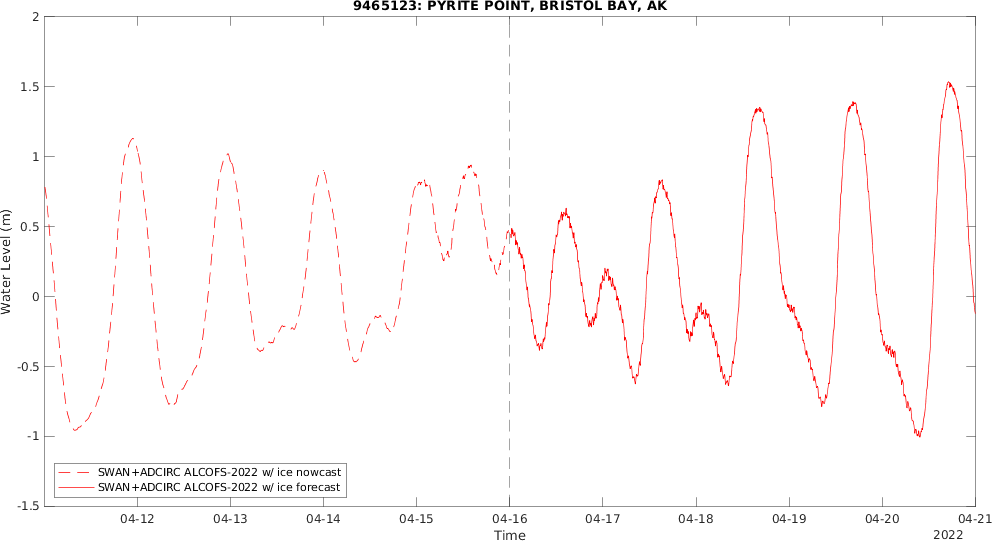 9465123: PYRITE POINT, BRISTOL BAY, AK
2
1.5
1
0.5
0
-0.5
-1
-1.5
Water Level (m)
SWAN+ADCIRC ALCOFS-2022 w/ ice nowcast
SWAN+ADCIRC ALCOFS-2022 w/ ice forecast
04-12 04-13 04-14 04-15 04-16 04-17 04-18 04-19 04-20 04-21
Time
2022